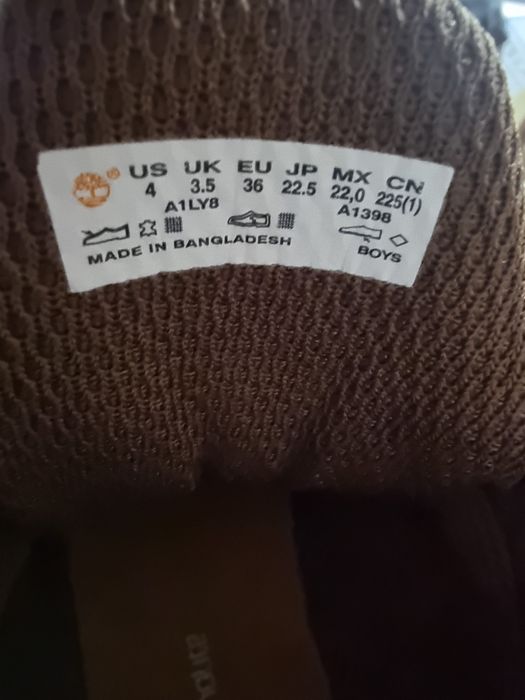 US UK EU JP MX CN
4 3.5 36 22.5 22,0 225(1)
A1LY8 A1398
MADE IN BANGLADESH BOYS